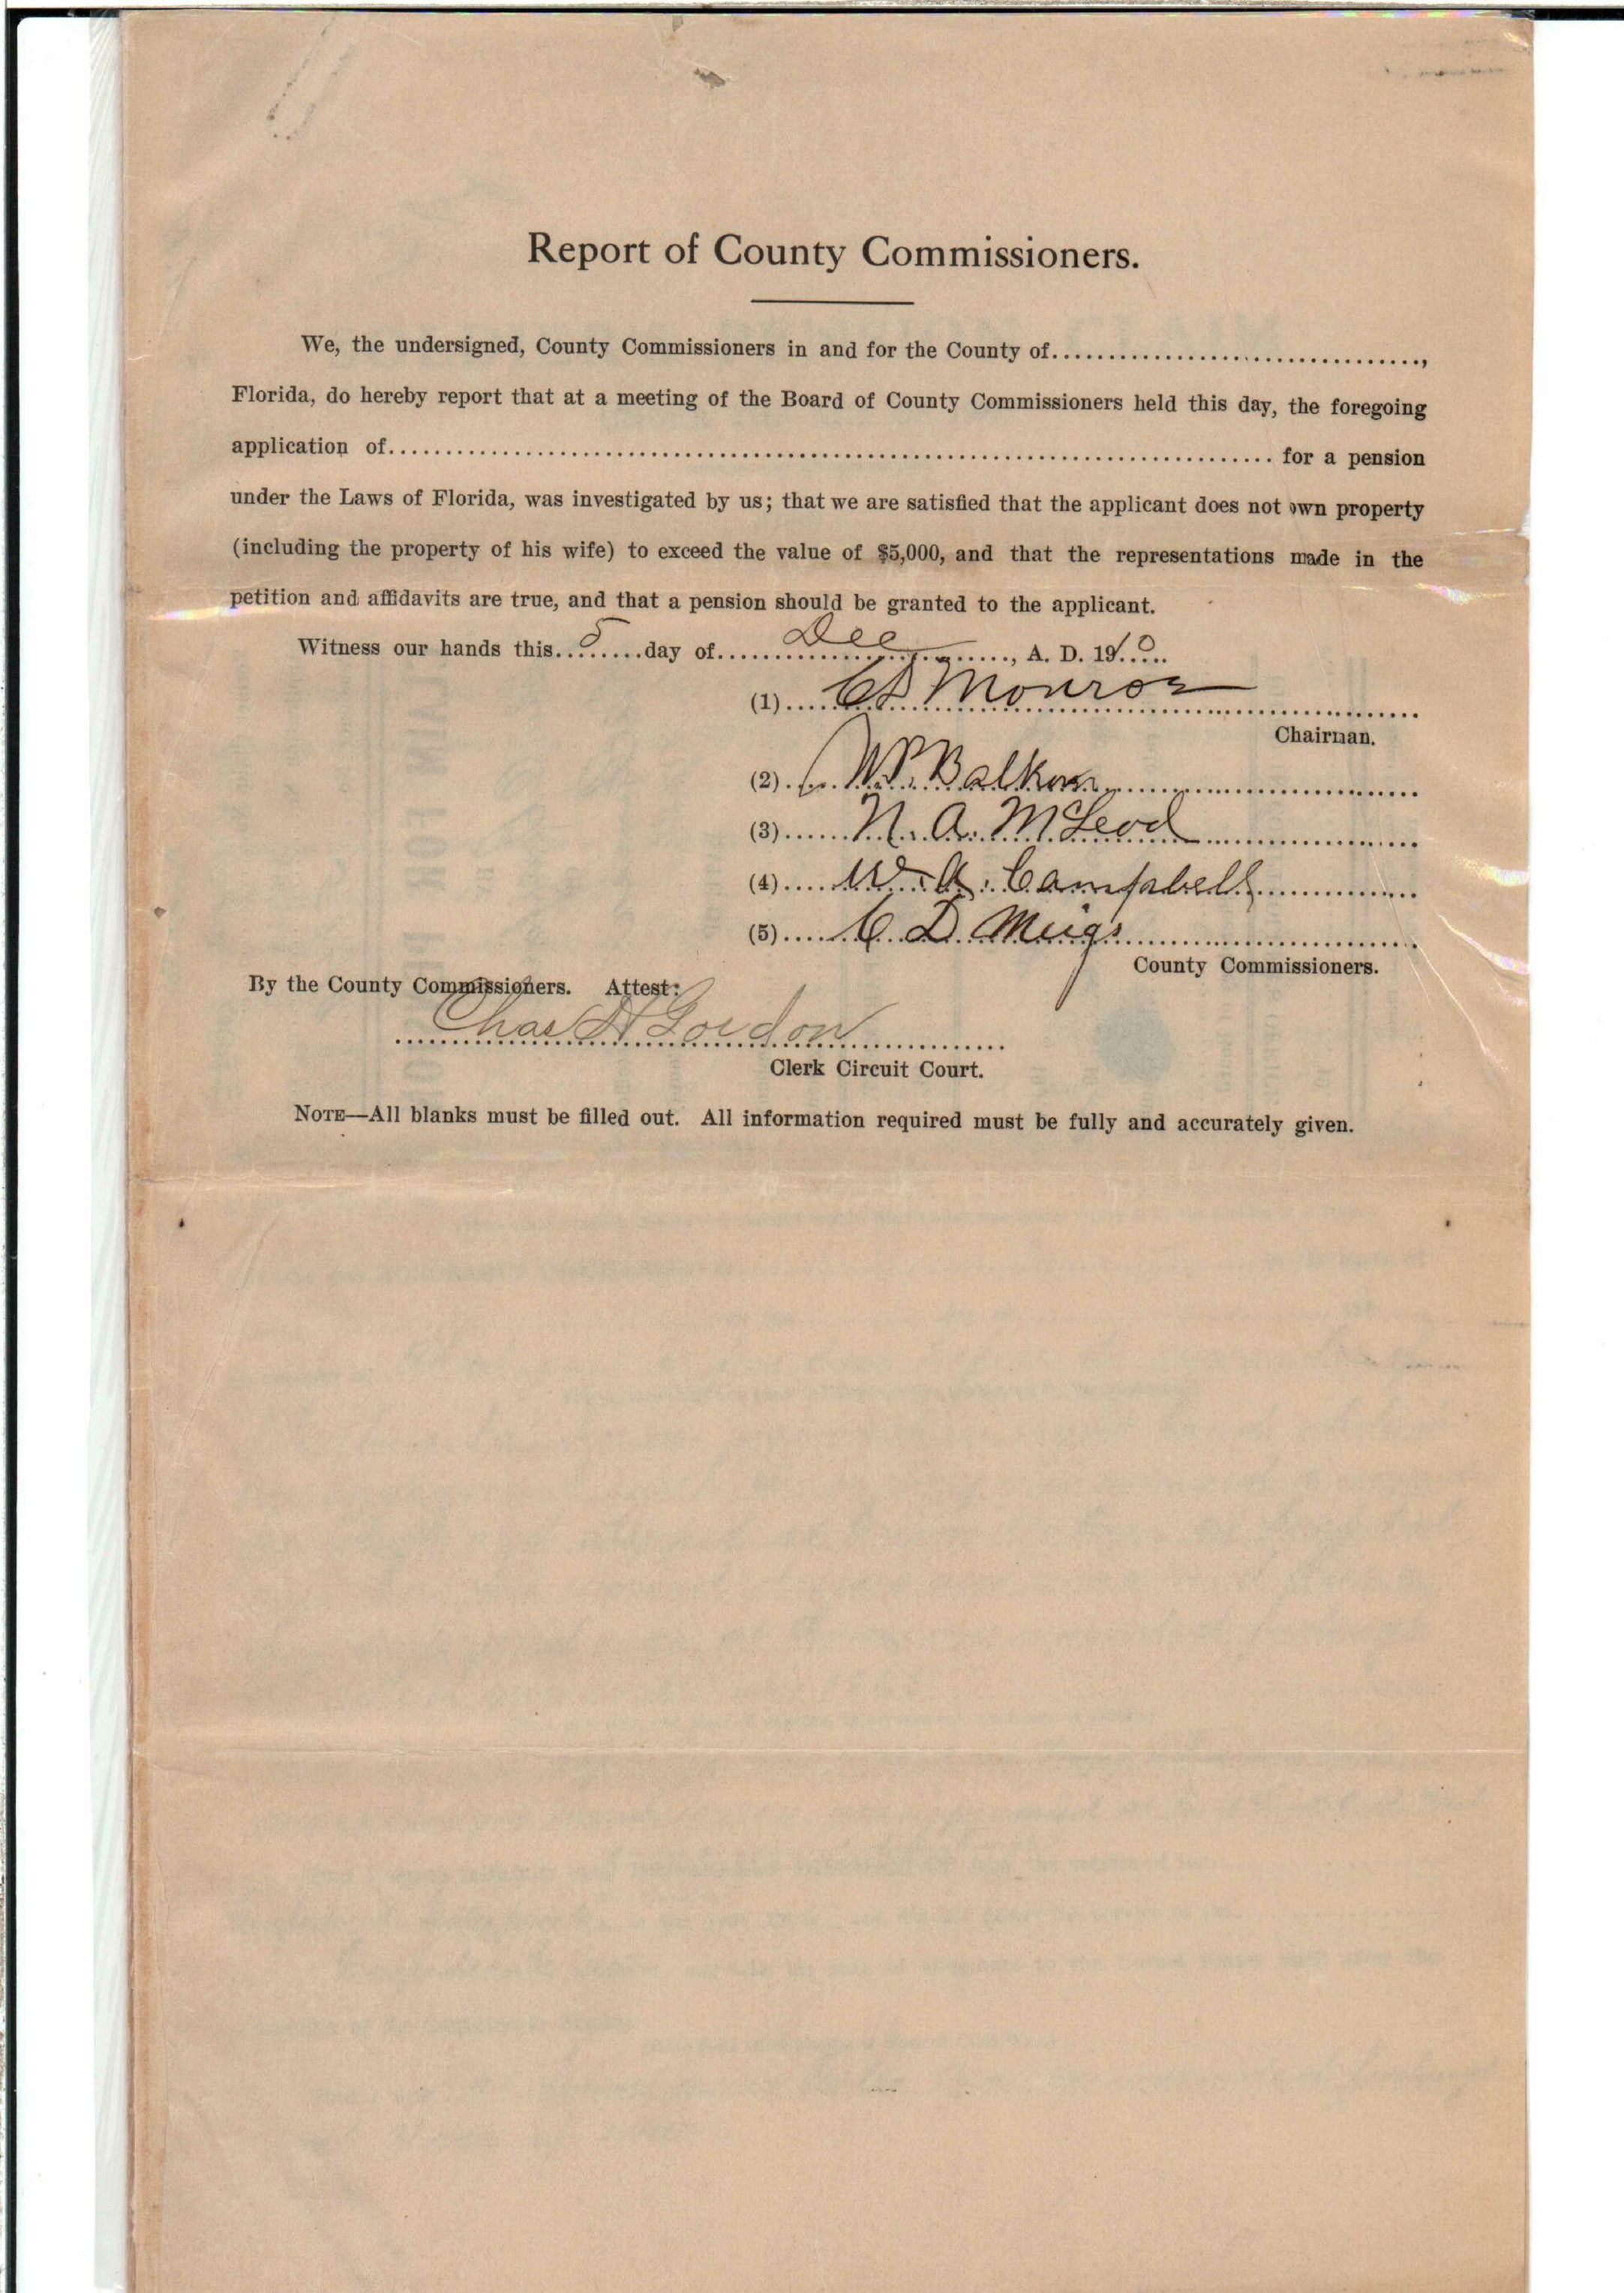 Report of County Commissioners.
We, the undersigned, County Commissioners in and for the County of..................................,
Florida, do hereby report that at a meeting of the Board of County Commissioners held this day, the foregoing
application of.............................................................................. for a pension
under the Laws of Florida, was investigated by us; that we are satisfied that the applicant does not own property
(including the property of his wife) to exceed the value of $5,000, and that the representations made in the
petition and affidavits are true, and that a pension should be granted to the applicant.
Witness our hands this 5 day of Dec, A. D. 1910
(1) Monroe
Chairman.
(2) W. P. Balkom
(3) N. A. McLeod
(4) W. A. Campbell
(5) C D Meigs
County Commissioners.
By the County Commissioners. Attest:
Chas H Gordon
Clerk Circuit Court.
NOTE—All blanks must be filled out. All information required must be fully and accurately given.